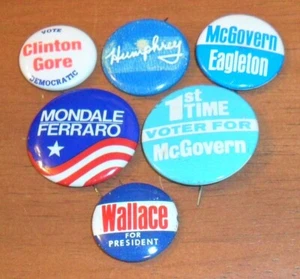 VOTE
Clinton
Gore
DEMOCRATIC
Humphrey
McGovern
Eagleton
MONDALE
FERRARO
1st
TIME
VOTER FOR
McGovern
Wallace
FOR
PRESIDENT